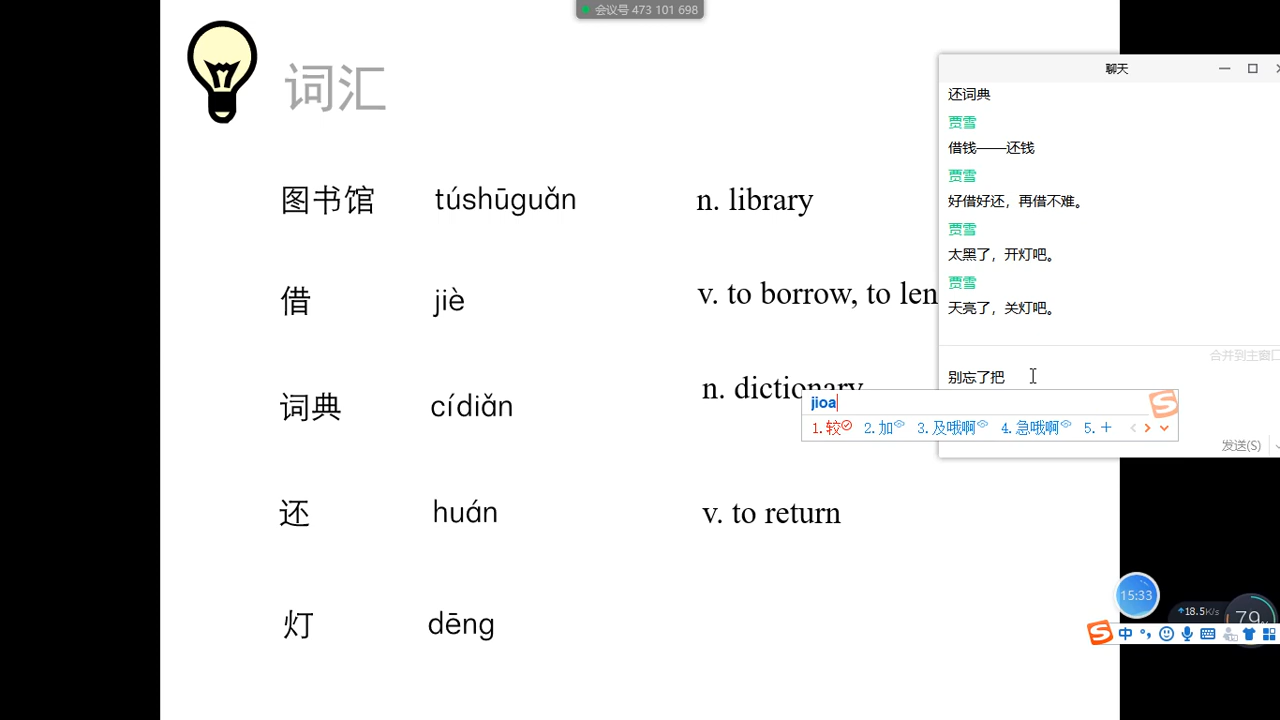 会议号 473 101 698
词汇
图书馆 túshūguǎn n. library
借 jiè v. to borrow, to len
词典 cídiǎn n. dictionary
还 huán v. to return
灯 dēng
聊天
还词典
贾雪
借钱——还钱
贾雪
好借好还，再借不难。
贾雪
太黑了，开灯吧。
贾雪
天亮了，关灯吧。
合并到主窗口
别忘了把
jioa
1.较 2.加 3.及哦啊 4.急哦啊 5.十
发送(S)
15:33
18.5K/s
79
中